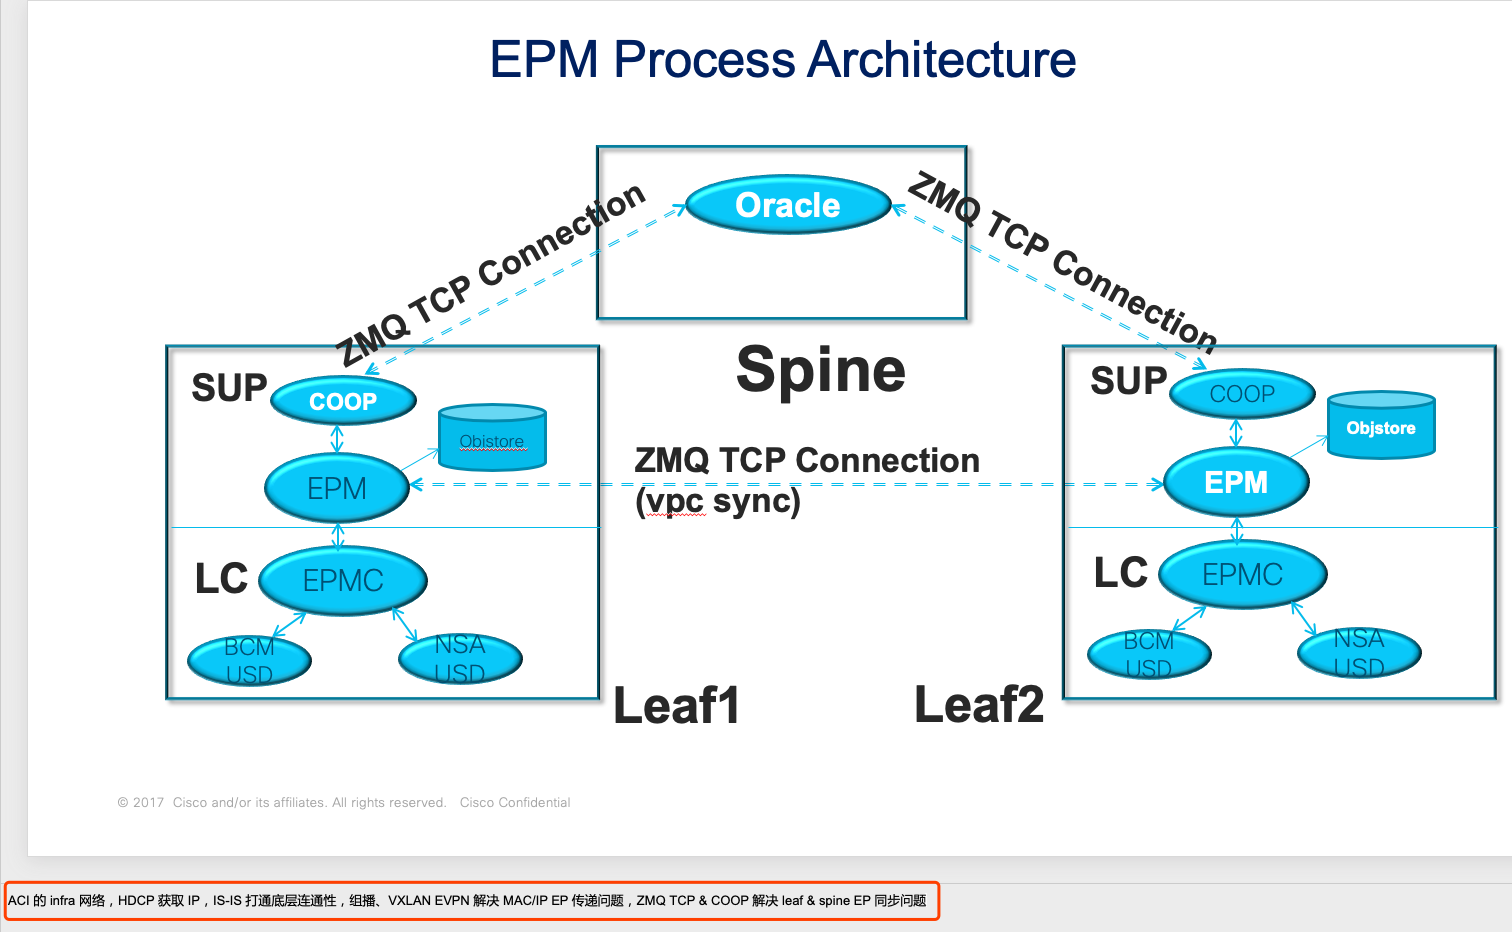 EPM Process Architecture
Oracle
ZMQ TCP Connection
ZMQ TCP Connection
Spine
SUP
COOP
Obistore
EPM
LC
EPMC
BCM
USD
NSA
USD
Leaf1
ZMQ TCP Connection
(vpc sync)
SUP
COOP
Objstore
EPM
LC
EPMC
BCM
USD
NSA
USD
Leaf2
© 2017 Cisco and/or its affiliates. All rights reserved. Cisco Confidential
ACI 的 infra 网络，HDCP 获取 IP，IS-IS 打通底层连通性，组播、VXLAN EVPN 解决 MAC/IP EP 传递问题，ZMQ TCP & COOP 解决 leaf & spine EP 同步问题